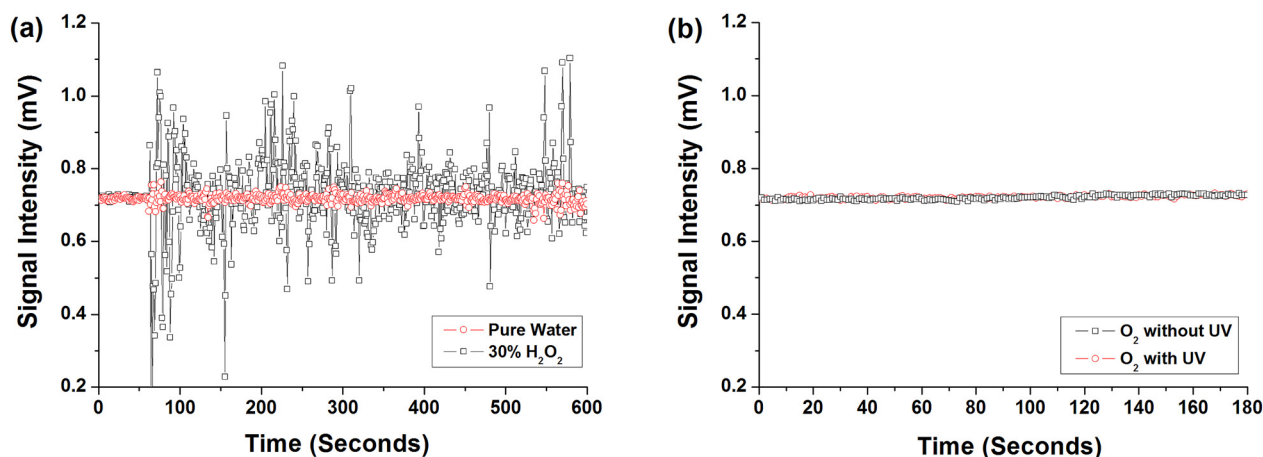 (a)
Signal Intensity (mV)
1.2
1.0
0.8
0.6
0.4
0.2
0 100 200 300 400 500 600
Time (Seconds)
Pure Water
30% H₂O₂
(b)
Signal Intensity (mV)
1.2
1.0
0.8
0.6
0.4
0.2
0 20 40 60 80 100 120 140 160 180
Time (Seconds)
O₂ without UV
O₂ with UV